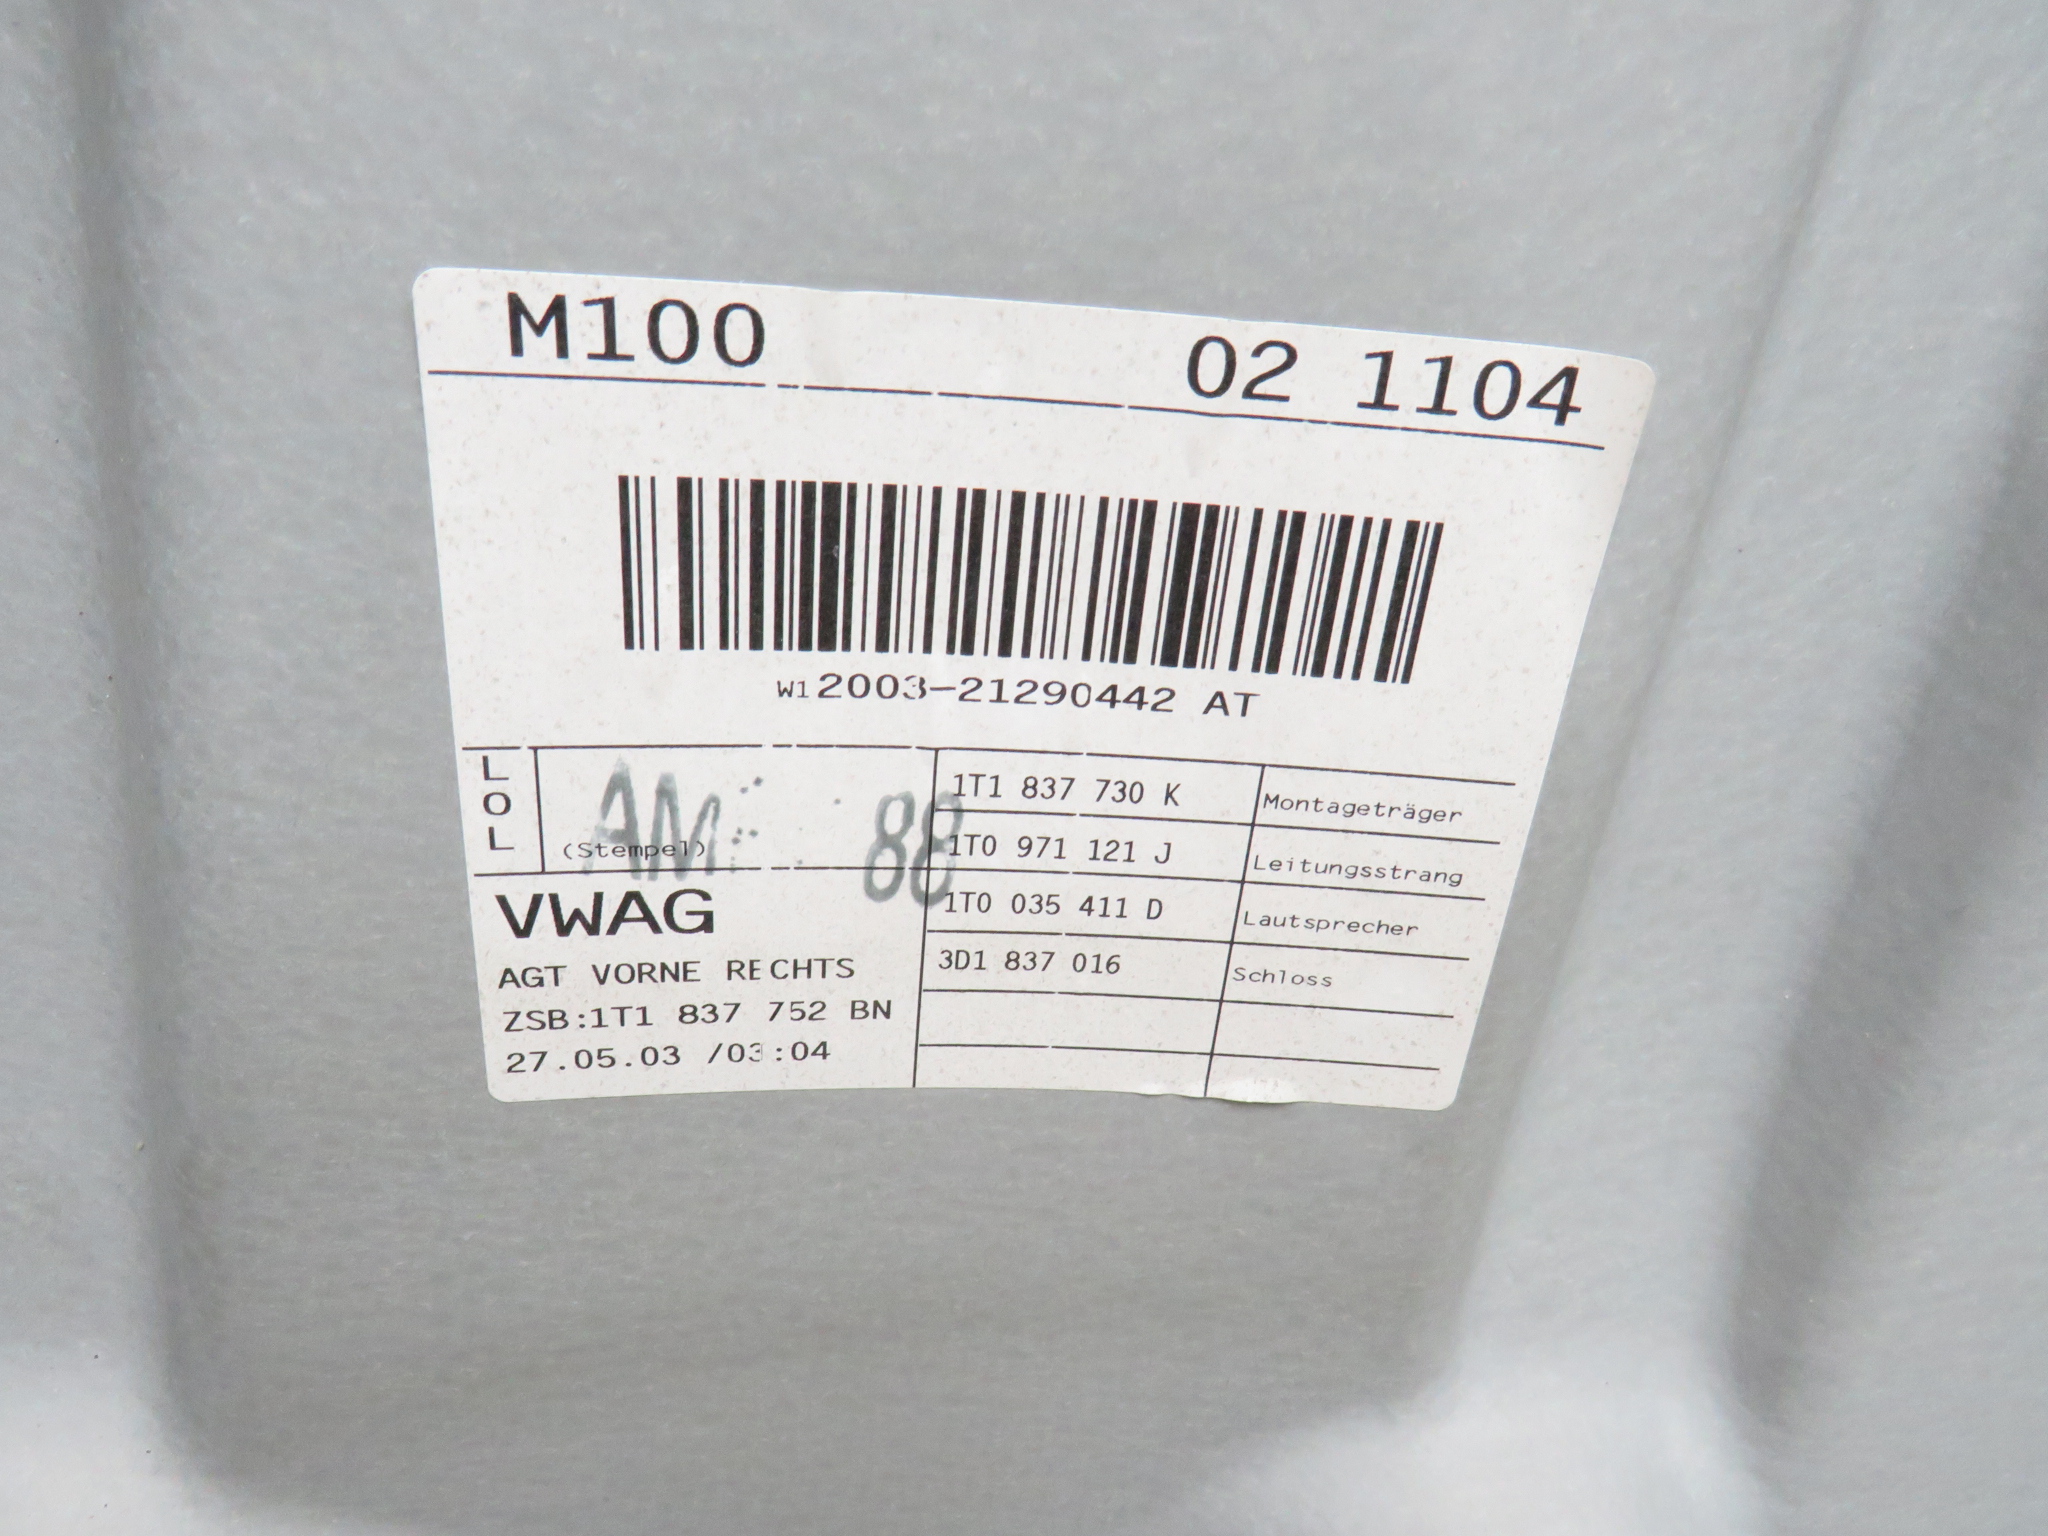 M100 02 1104
W12003-21290442 AT
LOL
AM 88
(Stempel)
1T1 837 730 K Montageträger
1T0 971 121 J Leitungsstrang
1T0 035 411 D Lautsprecher
3D1 837 016 Schloss
VWAG
AGT VORNE RECHTS
ZSB:1T1 837 752 BN
27.05.03 /03:04